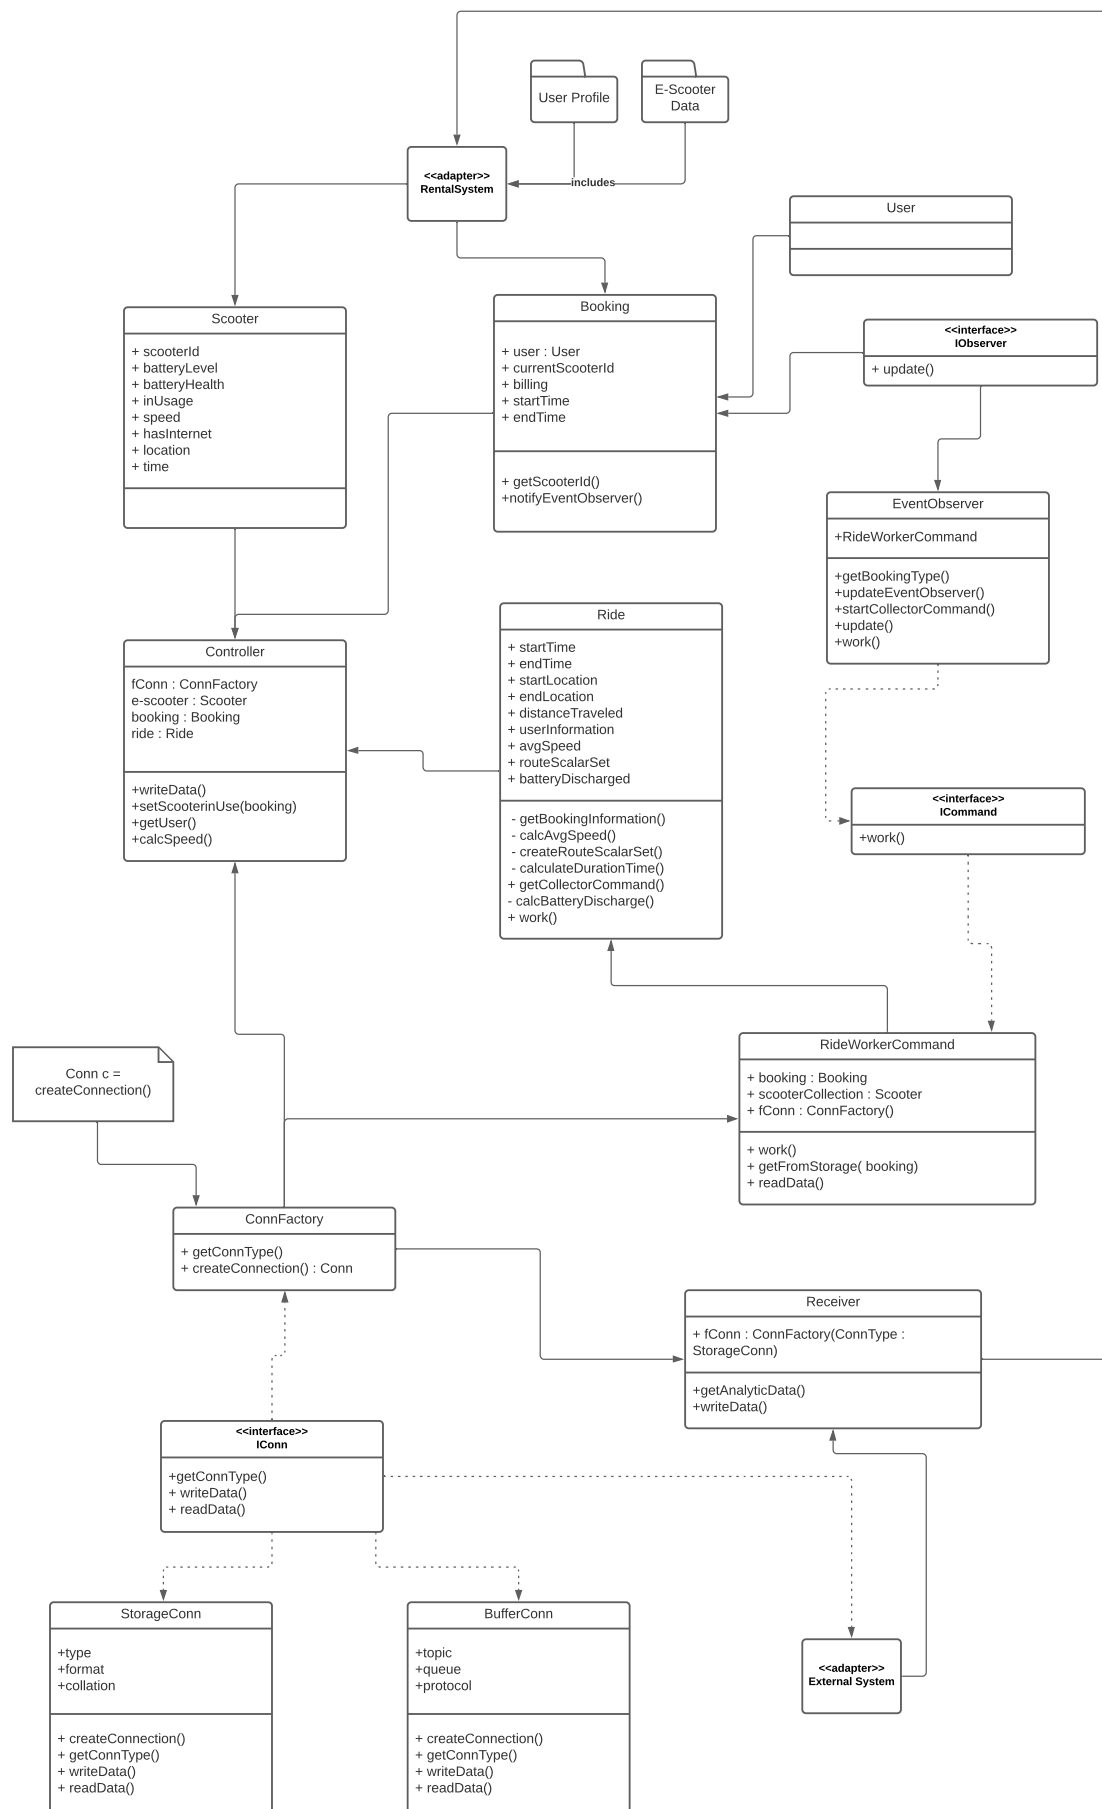 User Profile
E-Scooter
Data
<<adapter>>
RentalSystem
includes
User
Scooter
+ scooterId
+ batteryLevel
+ batteryHealth
+ inUsage
+ speed
+ hasInternet
+ location
+ time
Booking
+ user : User
+ currentScooterId
+ billing
+ startTime
+ endTime
+ getScooterId()
+notifyEventObserver()
<<interface>>
IObserver
+ update()
EventObserver
+RideWorkerCommand
+getBookingType()
+updateEventObserver()
+startCollectorCommand()
+update()
+work()
Controller
fConn : ConnFactory
e-scooter : Scooter
booking : Booking
ride : Ride
+writeData()
+setScooterinUse(booking)
+getUser()
+calcSpeed()
Ride
+ startTime
+ endTime
+ startLocation
+ endLocation
+ distanceTraveled
+ userInformation
+ avgSpeed
+ routeScalarSet
+ batteryDischarged
- getBookingInformation()
- calcAvgSpeed()
- createRouteScalarSet()
- calculateDurationTime()
+ getCollectorCommand()
- calcBatteryDischarge()
+ work()
<<interface>>
ICommand
+work()
Conn c =
createConnection()
RideWorkerCommand
+ booking : Booking
+ scooterCollection : Scooter
+ fConn : ConnFactory()
+ work()
+ getFromStorage( booking)
+ readData()
ConnFactory
+ getConnType()
+ createConnection() : Conn
Receiver
+ fConn : ConnFactory(ConnType :
StorageConn)
+getAnalyticData()
+writeData()
<<interface>>
IConn
+getConnType()
+ writeData()
+ readData()
StorageConn
+type
+format
+collation
+ createConnection()
+ getConnType()
+ writeData()
+ readData()
BufferConn
+topic
+queue
+protocol
+ createConnection()
+ getConnType()
+ writeData()
+ readData()
<<adapter>>
External System